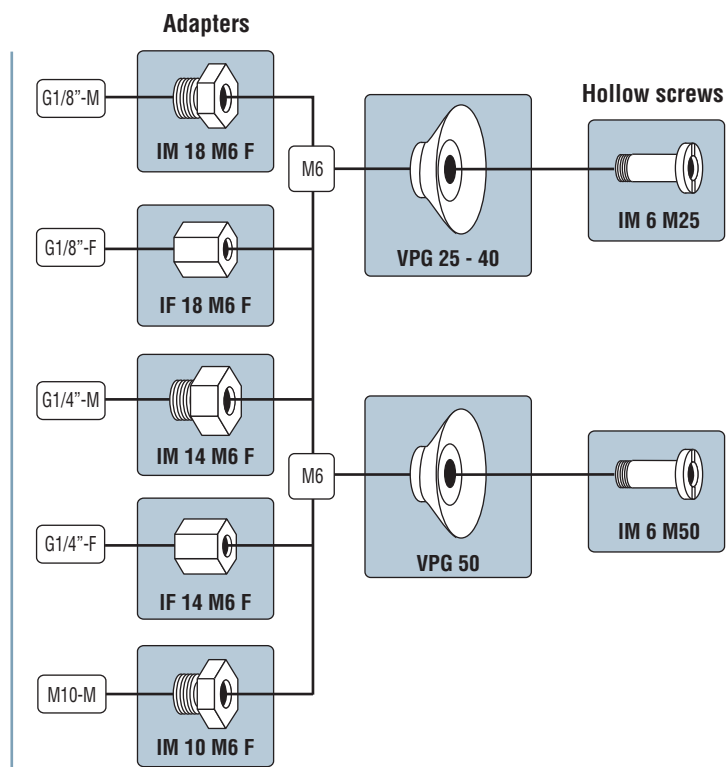 Adapters
G1/8”-M
IM 18 M6 F
G1/8”-F
IF 18 M6 F
G1/4”-M
IM 14 M6 F
G1/4”-F
IF 14 M6 F
M10-M
IM 10 M6 F
M6
M6
VPG 25 - 40
VPG 50
Hollow screws
IM 6 M25
IM 6 M50